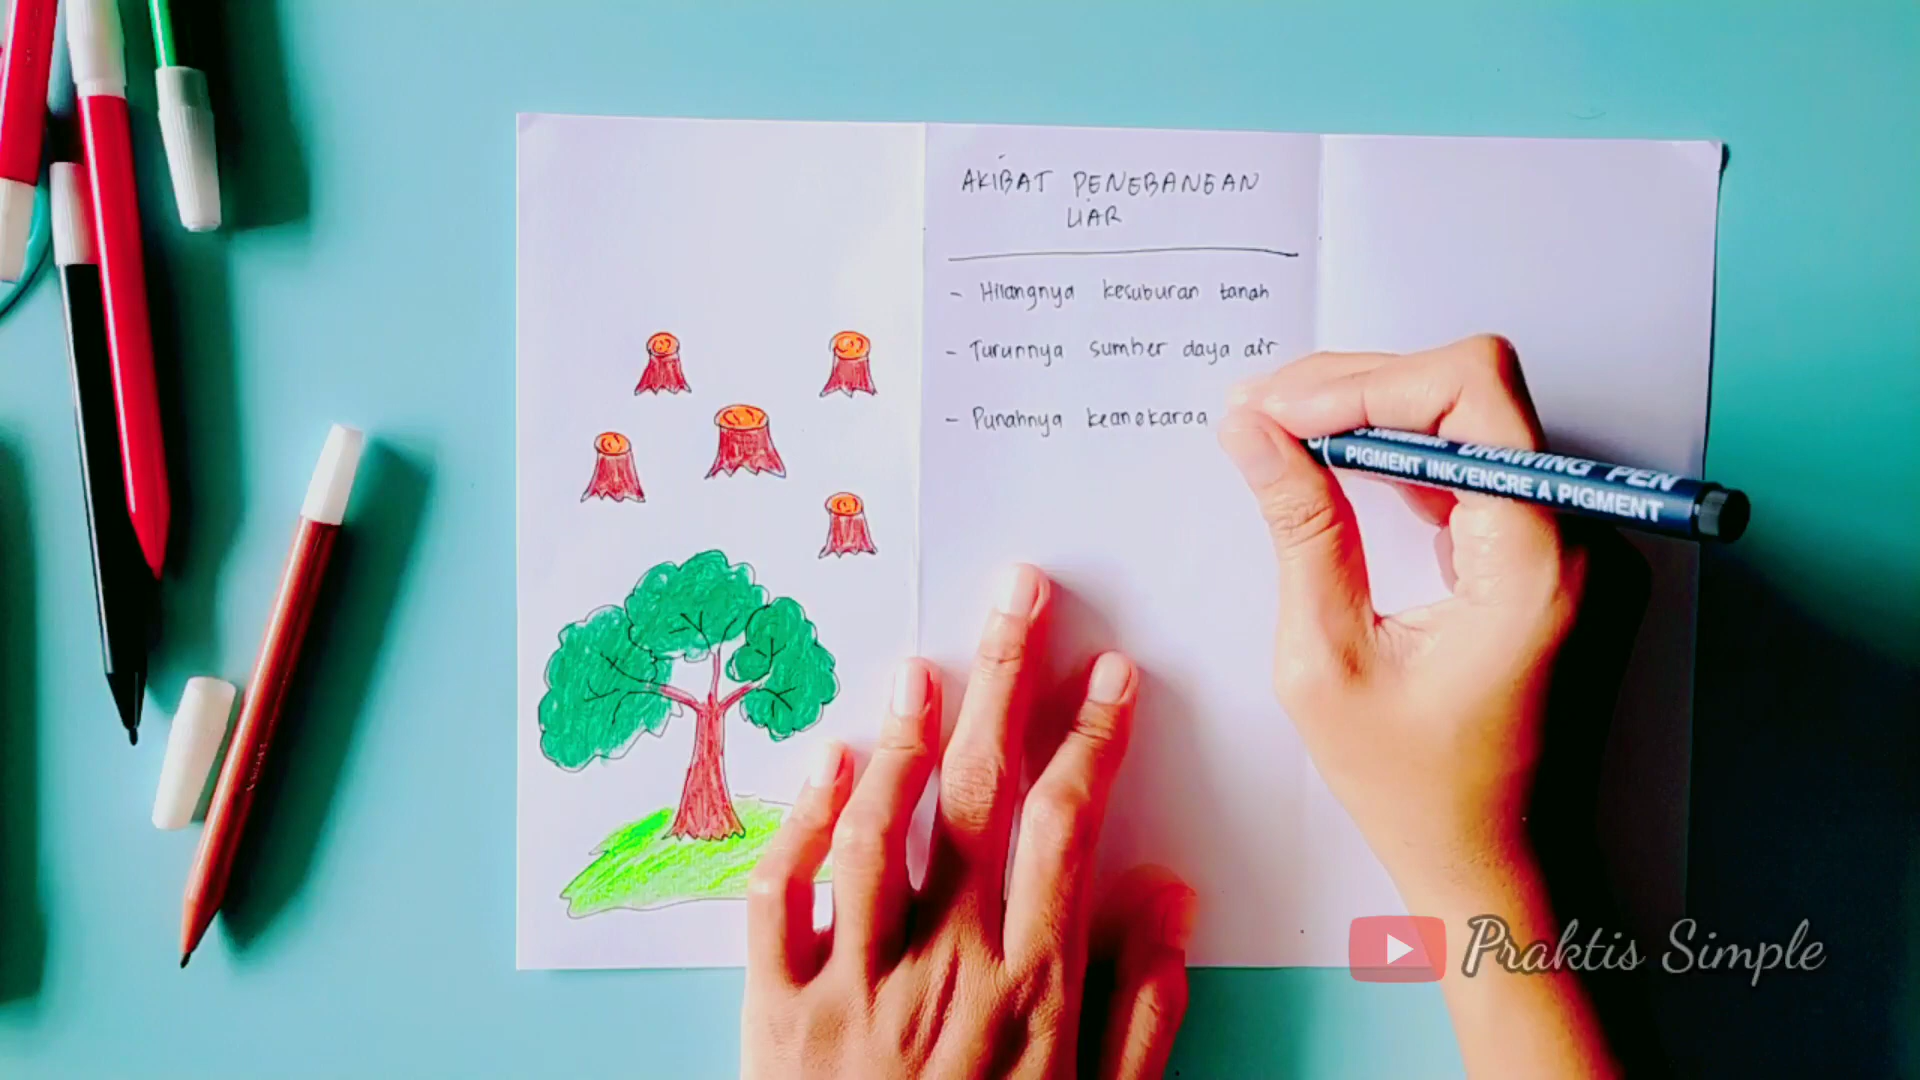 AKIBAT PENEBANGAN
LIAR
- Hilangnya kesuburan tanah
- Turunnya sumber daya air
- Punahnya keanekaraa
DRAWING PEN
PIGMENT INK/ENCRE A PIGMENT
Praktis Simple